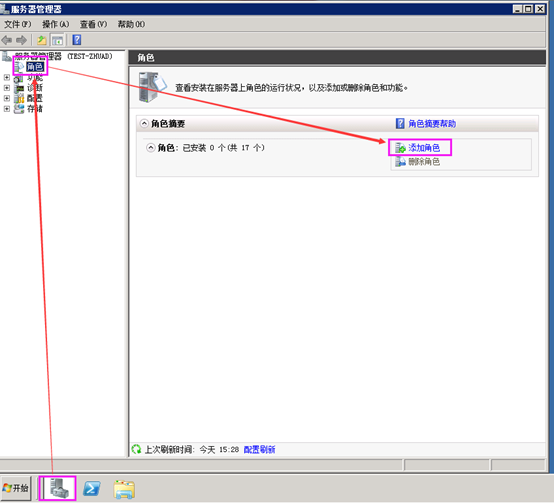 服务器管理器
文件(F) 操作(A) 查看(V) 帮助(H)
服务器管理器 (TEST-ZHUAD)
角色
功能
诊断
配置
存储
角色
查看安装在服务器上角色的运行状况，以及添加或删除角色和功能。
角色摘要
角色摘要帮助
角色: 已安装 0 个(共 17 个)
添加角色
删除角色
上次刷新时间: 今天 15:28 配置刷新
开始